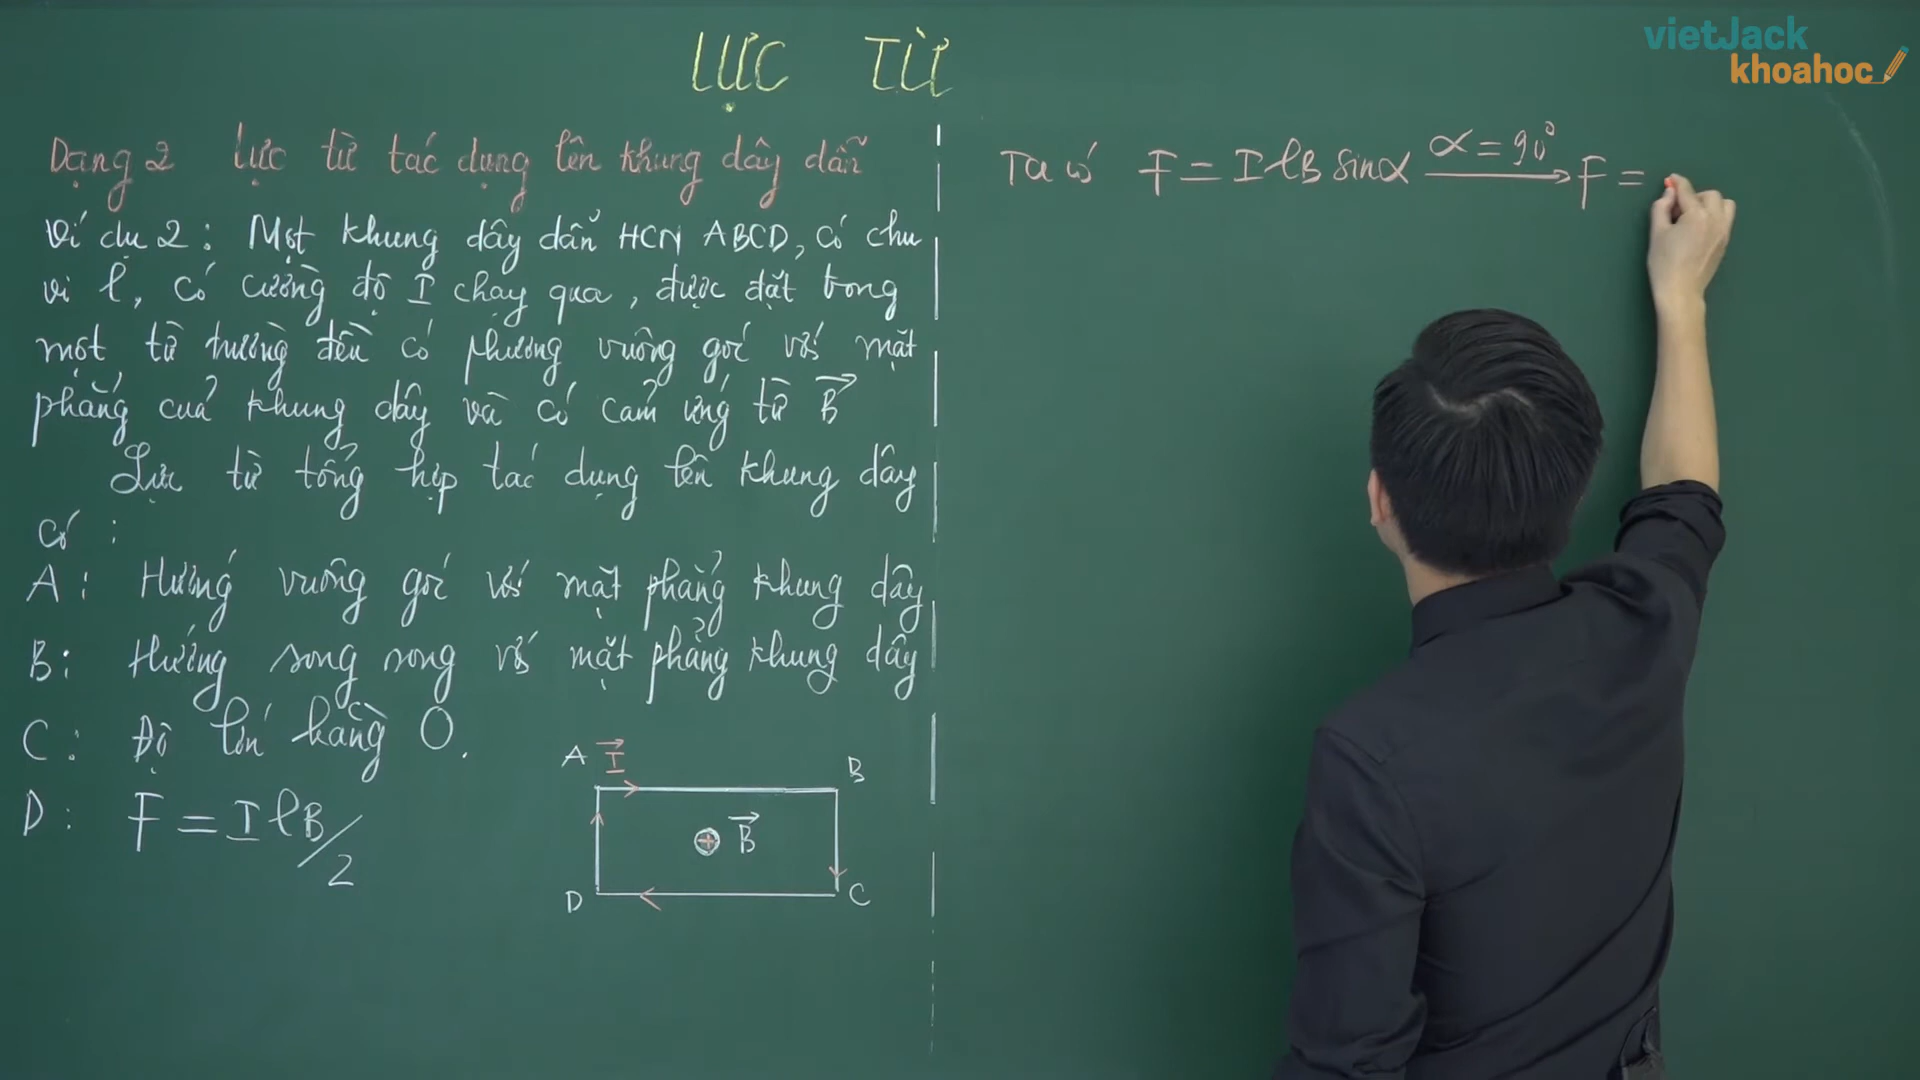 LỰC TỪ
vietJack
khoahoc
Dạng 2 Lực từ tác dụng lên khung dây dẫn
Ví dụ 2: Một khung dây dẫn HCN ABCD, có chu
vi l, có cường độ I chạy qua, được đặt trong
một từ trường đều có phương vuông góc với mặt
phẳng của khung dây và có cảm ứng từ B⃗
Lực từ tổng hợp tác dụng lên khung dây
có :
A: Hướng vuông góc với mặt phẳng khung dây
B: Hướng song song với mặt phẳng khung dây
C: Độ lớn bằng 0.
D: F = IlB/2
A I⃗ B
B⃗
D C
Ta có F = IlB sinα α = 90° → F =